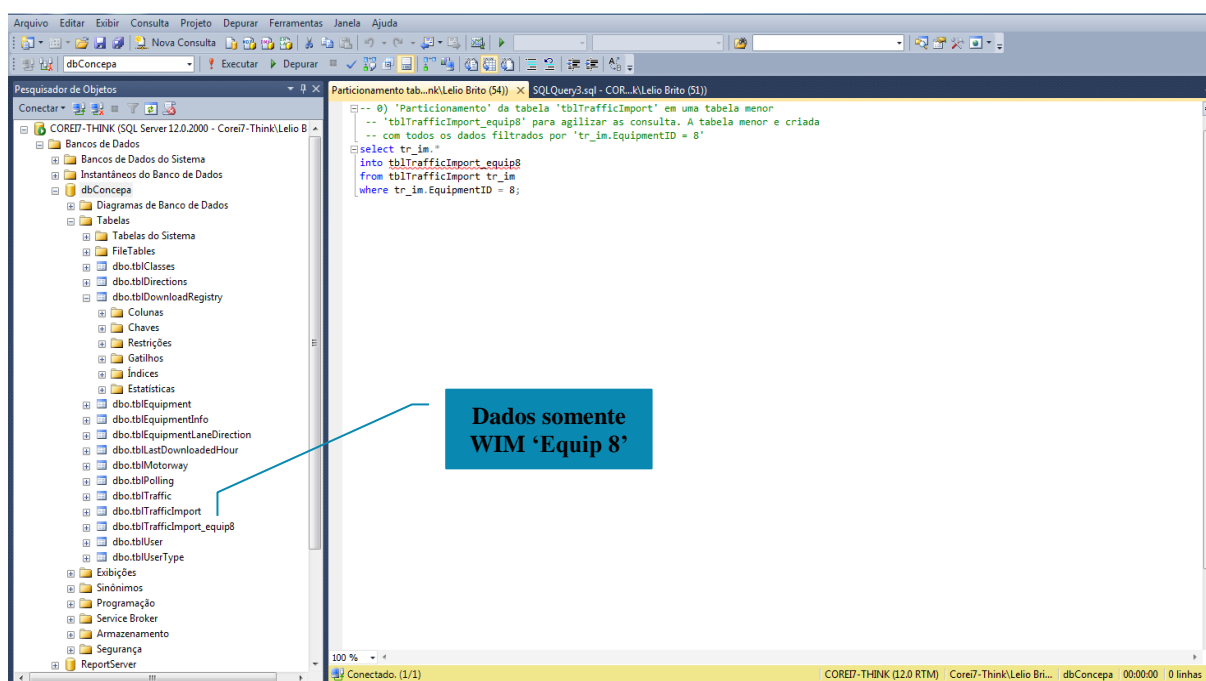 Arquivo Editar Exibir Consulta Projeto Depurar Ferramentas Janela Ajuda
Nova Consulta
dbConcepa Executar Depurar
Pesquisador de Objetos
Particionamento tab...nk\Lelio Brito (54)) SQLQuery3.sql - COR...k\Lelio Brito (51))
Conectar
COREI7-THINK (SQL Server 12.0.2000 - Corei7-Think\Lelio B
Bancos de Dados
Bancos de Dados do Sistema
Instantâneos do Banco de Dados
dbConcepa
Diagramas de Banco de Dados
Tabelas
Tabelas do Sistema
FileTables
dbo.tblClasses
dbo.tblDirections
dbo.tblDownloadRegistry
Colunas
Chaves
Restrições
Gatilhos
Índices
Estatísticas
dbo.tblEquipment
dbo.tblEquipmentInfo
dbo.tblEquipmentLaneDirection
dbo.tblLastDownloadedHour
dbo.tblMotorway
dbo.tblPolling
dbo.tblTraffic
dbo.tblTrafficImport
dbo.tblTrafficImport_equip8
dbo.tblUser
dbo.tblUserType
Exibições
Sinônimos
Programação
Service Broker
Armazenamento
Segurança
ReportServer
-- 0) 'Particionamento' da tabela 'tblTrafficImport' em uma tabela menor
-- 'tblTrafficImport_equip8' para agilizar as consulta. A tabela menor e criada
-- com todos os dados filtrados por 'tr_im.EquipmentID = 8'
select tr_im.*
into tblTrafficImport_equip8
from tblTrafficImport tr_im
where tr_im.EquipmentID = 8;
Dados somente
WIM ‘Equip 8’
100 %
Conectado. (1/1) COREI7-THINK (12.0 RTM) Corei7-Think\Lelio Bri... dbConcepa 00:00:00 0 linhas